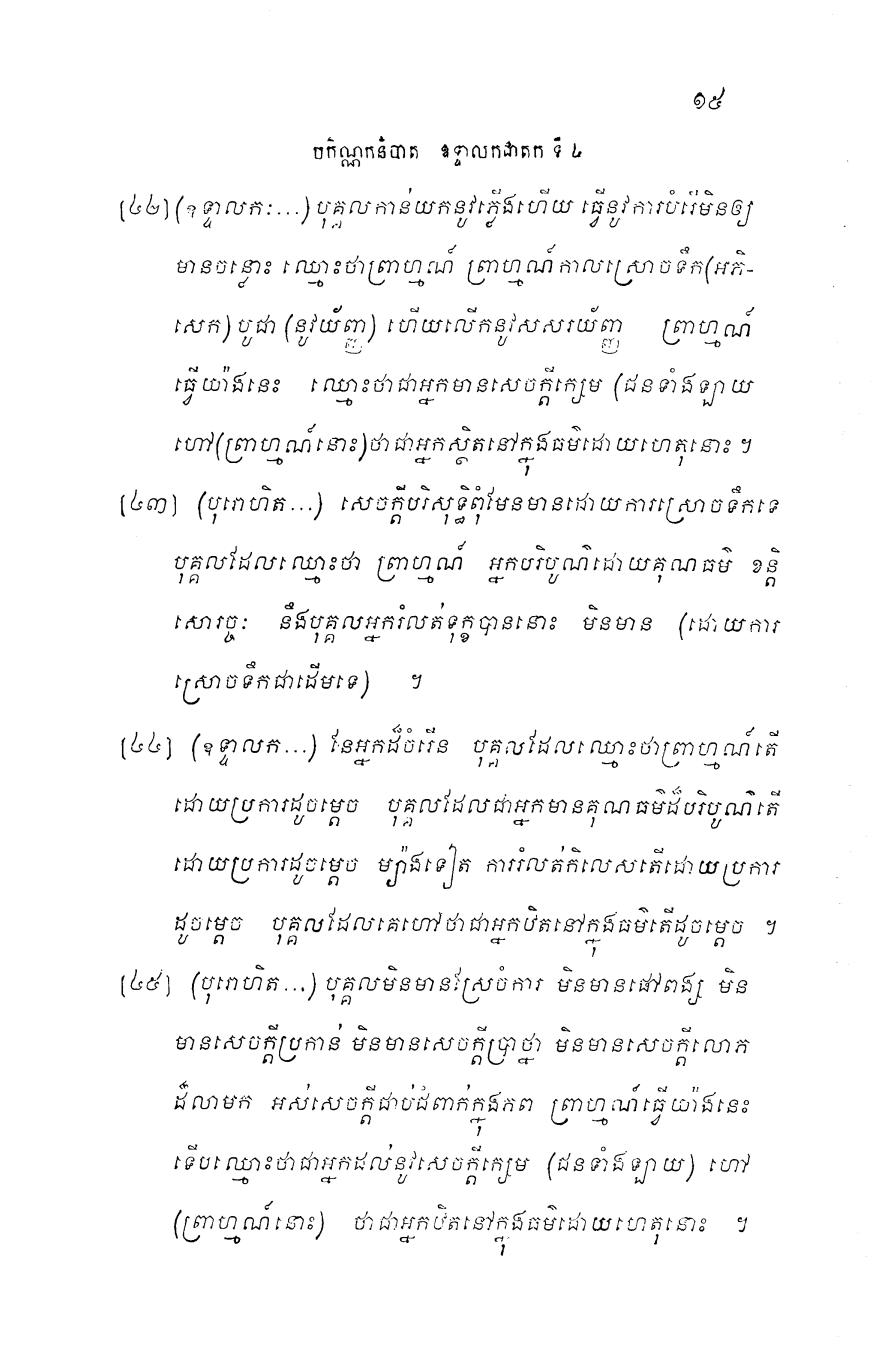 ១៥
បកិណ្ណកនិបាត ឧទ្ទាលកជាតក ទី ៤
[៤២] (ឧទ្ទាលកៈ...) បុគ្គលកាន់យកនូវភ្លើងហើយ ធ្វើនូវការបំរើមិនឲ្យ
មានចន្លោះ ឈ្មោះថាព្រាហ្មណ៍ ព្រាហ្មណ៍កាលស្រោចទឹក(អភិ-
សេក) បូជា (នូវយ័ញ្ញ) ហើយលើកនូវសសរយ័ញ្ញ ព្រាហ្មណ៍
ធ្វើយ៉ាងនេះ ឈ្មោះថាជាអ្នកមានសេចក្តីក្សេម (ជនទាំងឡាយ
ហៅ(ព្រាហ្មណ៍នោះ)ថាជាអ្នកស្ថិតនៅក្នុងធម៌ដោយហេតុនោះ ។
[៤៣] (បុរោហិត...) សេចក្តីបរិសុទ្ធិពុំមែនមានដោយការស្រោចទឹកទេ
បុគ្គលដែលឈ្មោះថា ព្រាហ្មណ៍ អ្នកបរិបូណ៌ដោយគុណធម៌ ខន្តិ
សោរច្ចៈ នឹងបុគ្គលអ្នករំលត់ទុក្ខបាននោះ មិនមាន (ដោយការ
ស្រោចទឹកជាដើមទេ) ។
[៤៤] (ឧទ្ទាលក...) នែអ្នកដ៏ចំរើន បុគ្គលដែលឈ្មោះថាព្រាហ្មណ៍តើ
ដោយប្រការដូចម្តេច បុគ្គលដែលជាអ្នកមានគុណធម៌ដ៏បរិបូណ៌តើ
ដោយប្រការដូចម្តេច ម្យ៉ាងទៀត ការរំលត់កិលេសតើដោយប្រការ
ដូចម្តេច បុគ្គលដែលគេហៅថាជាអ្នកឋិតនៅក្នុងធម៌តើដូចម្តេច ។
[៤៥] (បុរោហិត...) បុគ្គលមិនមានស្រែចំការ មិនមានផៅពង្ស មិន
មានសេចក្តីប្រកាន់ មិនមានសេចក្តីប្រាថ្នា មិនមានសេចក្តីលោភ
ដ៏លាមក អស់សេចក្តីជាប់ដំពាក់ក្នុងភព ព្រាហ្មណ៍ធ្វើយ៉ាងនេះ
ទើបឈ្មោះថាជាអ្នកដល់នូវសេចក្តីក្សេម (ជនទាំងឡាយ) ហៅ
(ព្រាហ្មណ៍នោះ) ថាជាអ្នកឋិតនៅក្នុងធម៌ដោយហេតុនោះ ។